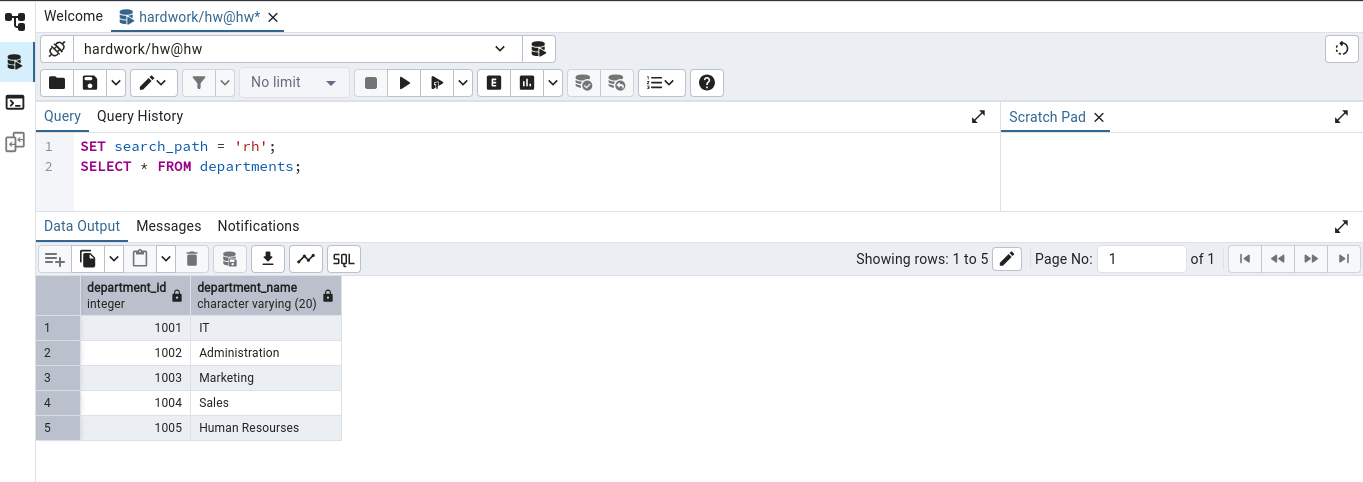 Welcome hardwork/hw@hw*
hardwork/hw@hw
No limit
E
Query Query History Scratch Pad
1 SET search_path = 'rh';
2 SELECT * FROM departments;
Data Output Messages Notifications
SQL Showing rows: 1 to 5 Page No: 1 of 1
department_id department_name
integer character varying (20)
1 1001 IT
2 1002 Administration
3 1003 Marketing
4 1004 Sales
5 1005 Human Resourses